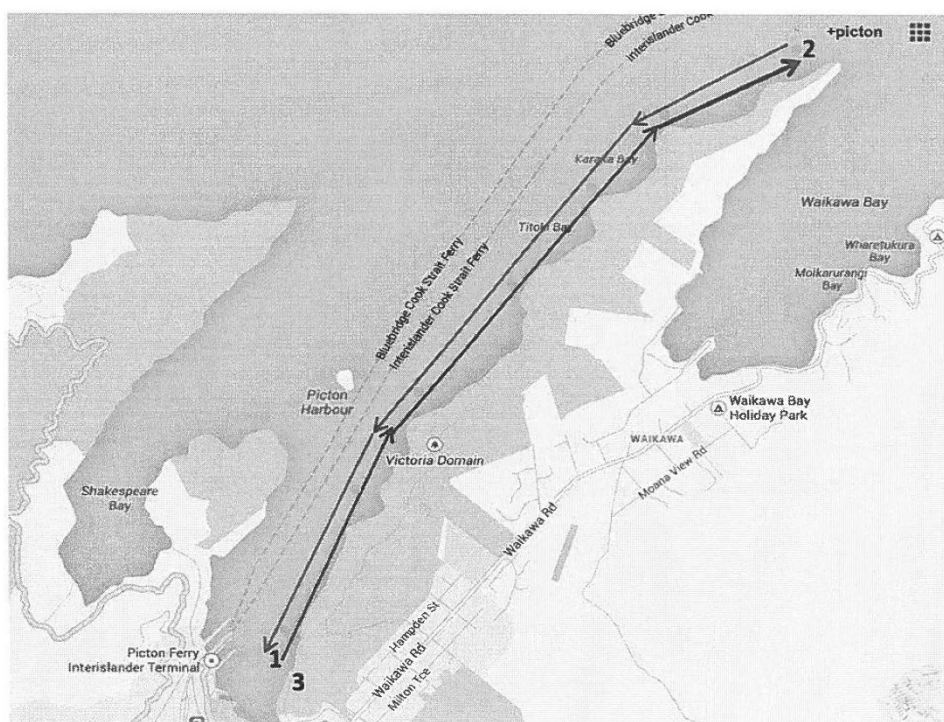 +picton
2
Bluebridge Cook
Interislander Cook
Karaka Bay
Titoki Bay
Waikawa Bay
Wharetukura
Bay
Moikarurangi
Bay
Bluebridge Cook Strait Ferry
Interislander Cook Strait Ferry
Picton
Harbour
Victoria Domain
Waikawa Bay
Holiday Park
WAIKAWA
Moana View Rd
Shakespeare
Bay
Waikawa Rd
Hampden St
Waikawa Rd
Milton Tce
Picton Ferry
Interislander Terminal
1
3